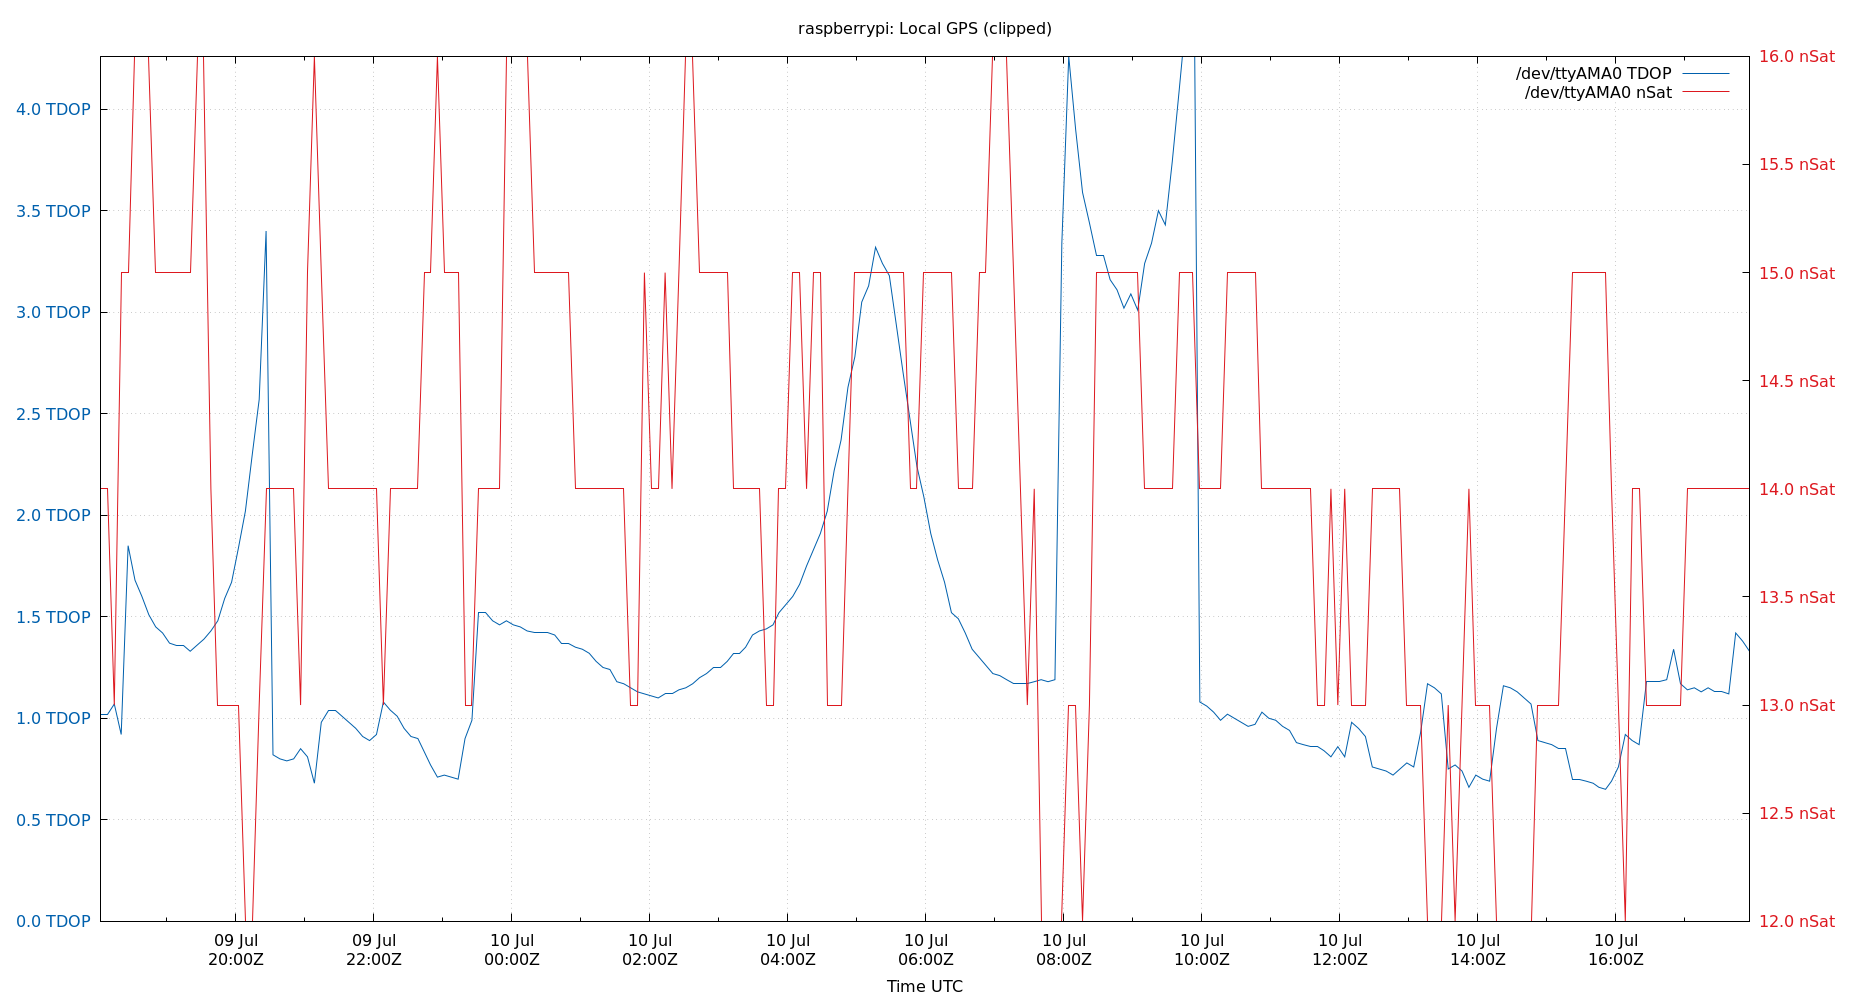 raspberrypi: Local GPS (clipped)
/dev/ttyAMA0 TDOP
/dev/ttyAMA0 nSat
4.0 TDOP
3.5 TDOP
3.0 TDOP
2.5 TDOP
2.0 TDOP
1.5 TDOP
1.0 TDOP
0.5 TDOP
0.0 TDOP
16.0 nSat
15.5 nSat
15.0 nSat
14.5 nSat
14.0 nSat
13.5 nSat
13.0 nSat
12.5 nSat
12.0 nSat
09 Jul
20:00Z
09 Jul
22:00Z
10 Jul
00:00Z
10 Jul
02:00Z
10 Jul
04:00Z
10 Jul
06:00Z
10 Jul
08:00Z
10 Jul
10:00Z
10 Jul
12:00Z
10 Jul
14:00Z
10 Jul
16:00Z
Time UTC